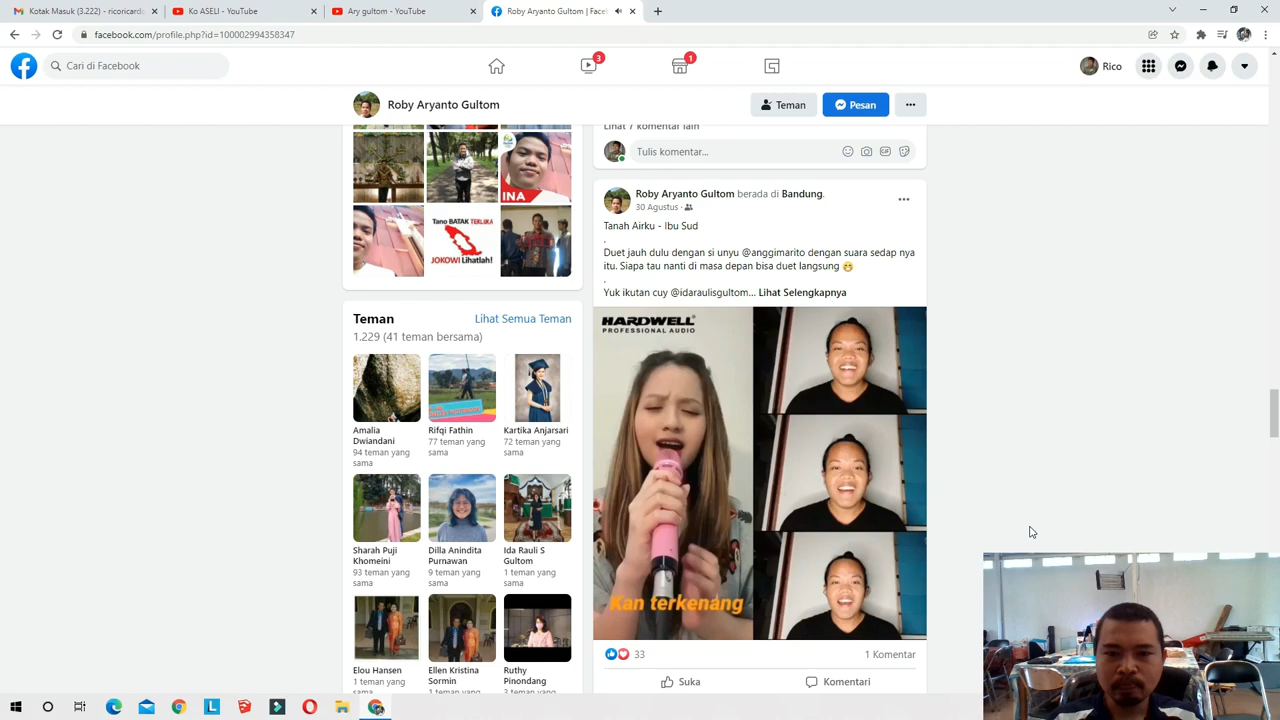 Kotak Masuk (3.222) - ricoricardo
Ko ASELI - YouTube
Ary gultom - YouTube
Roby Aryanto Gultom | Face
facebook.com/profile.php?id=100002994358347
Cari di Facebook
3
1
Rico
Roby Aryanto Gultom
Teman
Pesan
INA
Tano BATAK TERLUKA
JOKOWI Lihatlah!
Teman
Lihat Semua Teman
1.229 (41 teman bersama)
Amalia
Dwiandani
94 teman yang
sama
Rifqi Fathin
77 teman yang
sama
Kartika Anjarsari
72 teman yang
sama
Sharah Puji
Khomeini
93 teman yang
sama
Dilla Anindita
Purnawan
9 teman yang
sama
Ida Rauli S
Gultom
1 teman yang
sama
Elou Hansen
1 teman yang
Ellen Kristina
Sormin
1 teman yang
Ruthy
Pinondang
3 teman yang
Lihat 7 komentar lain
Tulis komentar...
GIF
Roby Aryanto Gultom berada di Bandung.
30 Agustus ·
Tanah Airku - Ibu Sud
.
Duet jauh dulu dengan si unyu @anggimarito dengan suara sedap nya
itu. Siapa tau nanti di masa depan bisa duet langsung 😁
.
Yuk ikutan cuy @idaraulisgultom... Lihat Selengkapnya
HARDWELL
PROFESSIONAL AUDIO
Kan terkenang
33
1 Komentar
Suka
Komentari